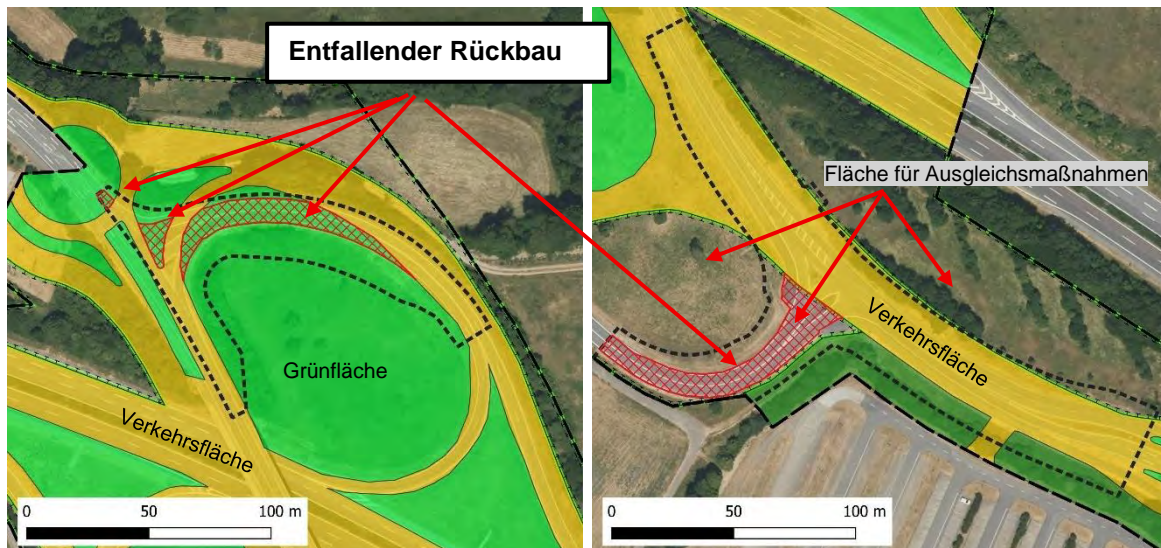 Entfallender Rückbau
Fläche für Ausgleichsmaßnahmen
Grünfläche
Verkehrsfläche
Verkehrsfläche
0 50 100 m
0 50 100 m